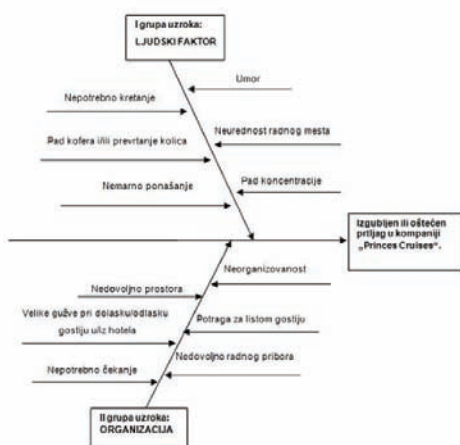 I grupa uzroka:
LJUDSKI FAKTOR
Umor
Nepotrebno kretanje
Neurednost radnog mesta
Pad kofera i/ili prevrtanje kolica
Pad koncentracije
Nemarno ponašanje
Izgubljen ili oštećen
prtljag u kompaniji
„Princes Cruises“.
Neorganizovanost
Nedovoljno prostora
Velike gužve pri dolasku/odlasku
gostiju u/iz hotela
Potraga za listom gostiju
Nedovoljno radnog pribora
Nepotrebno čekanje
II grupa uzroka:
ORGANIZACIJA